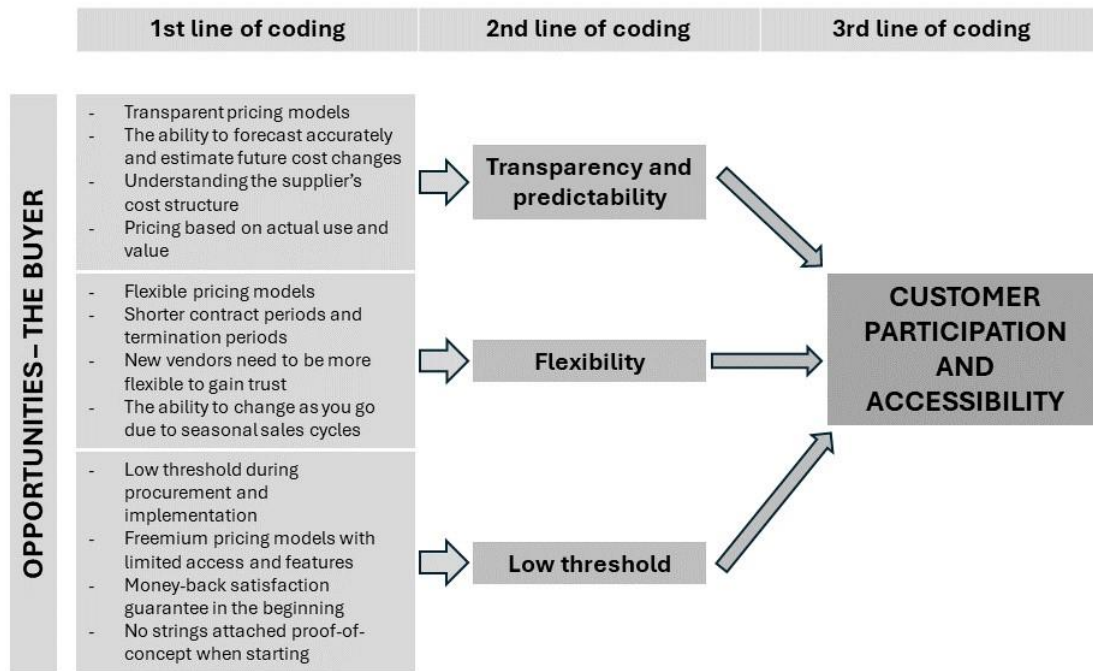 1st line of coding
2nd line of coding
3rd line of coding
OPPORTUNITIES– THE BUYER
- Transparent pricing models
- The ability to forecast accurately
and estimate future cost changes
- Understanding the supplier's
cost structure
- Pricing based on actual use and
value
Transparency and
predictability
- Flexible pricing models
- Shorter contract periods and
termination periods
- New vendors need to be more
flexible to gain trust
- The ability to change as you go
due to seasonal sales cycles
Flexibility
- Low threshold during
procurement and
implementation
- Freemium pricing models with
limited access and features
- Money-back satisfaction
guarantee in the beginning
- No strings attached proof-of-
concept when starting
Low threshold
CUSTOMER
PARTICIPATION
AND
ACCESSIBILITY